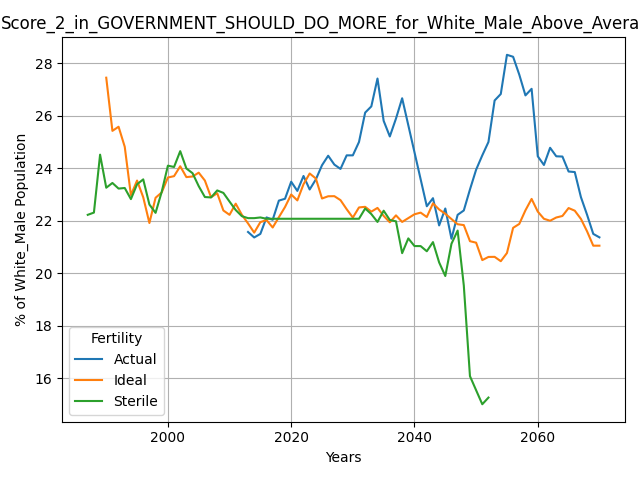 Score_2_in_GOVERNMENT_SHOULD_DO_MORE_for_White_Male_Above_Avera
% of White_Male Population
28
26
24
22
20
18
16
Fertility
Actual
Ideal
Sterile
2000 2020 2040 2060
Years